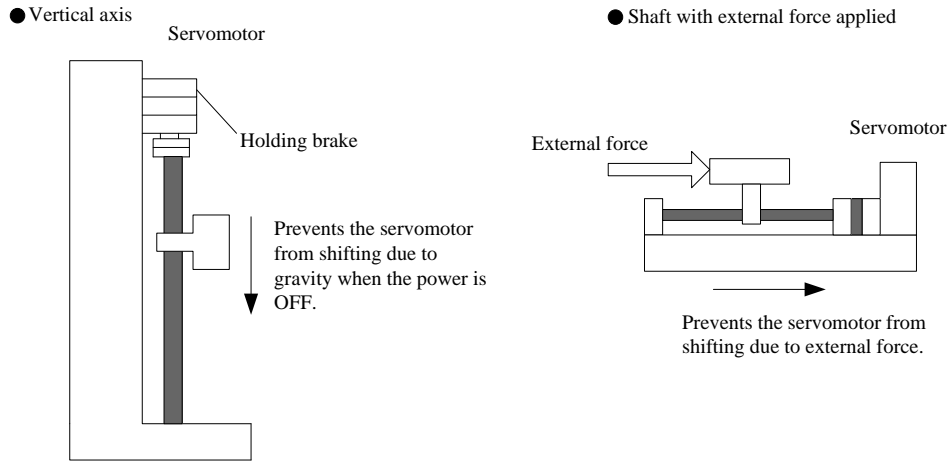 ● Vertical axis
Servomotor
Holding brake
Prevents the servomotor
from shifting due to
gravity when the power is
OFF.
● Shaft with external force applied
Servomotor
External force
Prevents the servomotor from
shifting due to external force.